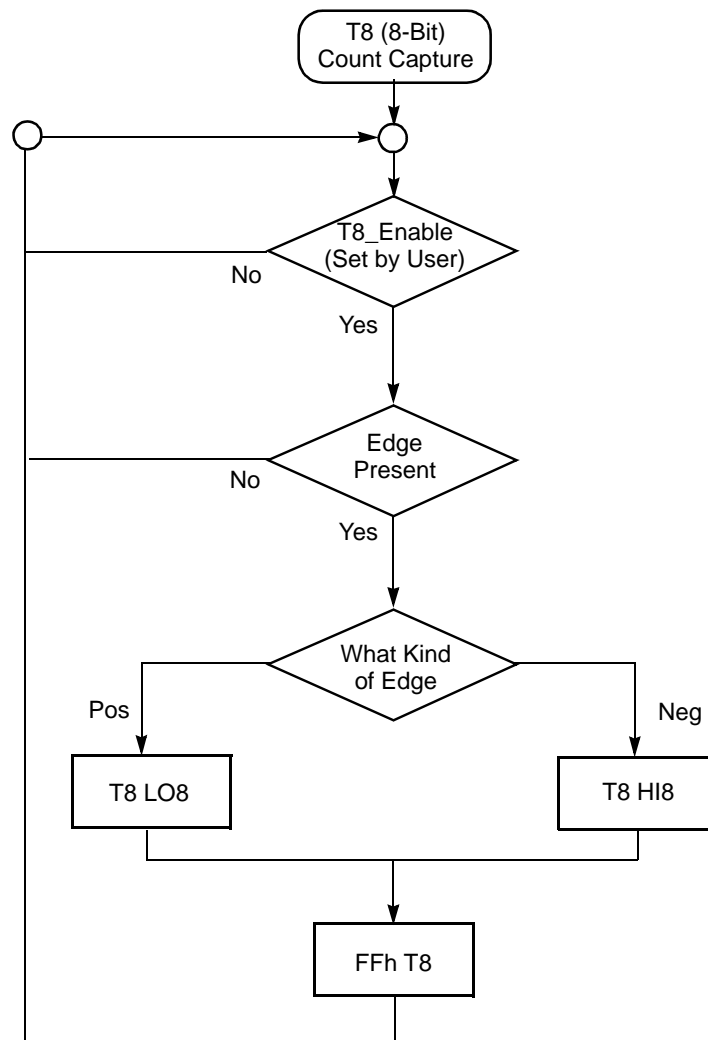 T8 (8-Bit)
Count Capture
T8_Enable
(Set by User)
No
Yes
Edge
Present
No
Yes
What Kind
of Edge
Pos
Neg
T8 LO8
T8 HI8
FFh T8